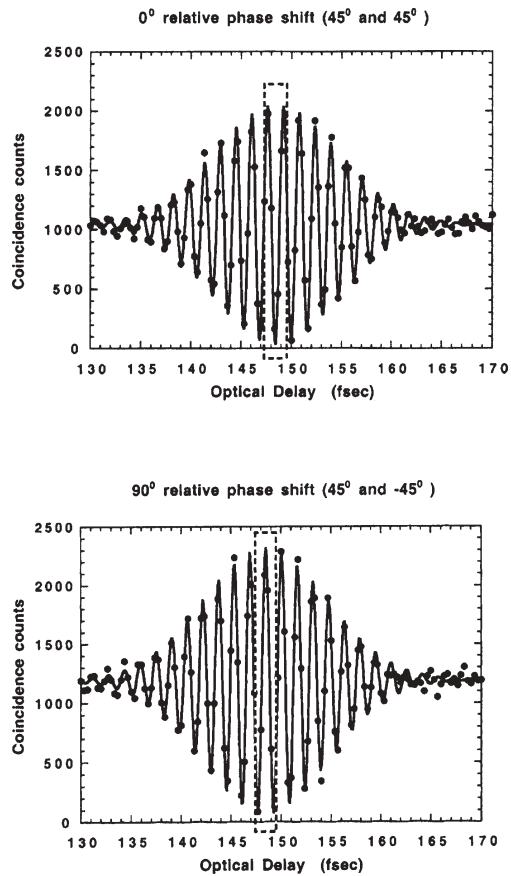 0⁰ relative phase shift (45⁰ and 45⁰ )
2500
2000
1500
1000
500
0
Coincidence counts
130 135 140 145 150 155 160 165 170
Optical Delay (fsec)
90⁰ relative phase shift (45⁰ and -45⁰ )
2500
2000
1500
1000
500
0
Coincidence counts
130 135 140 145 150 155 160 165 170
Optical Delay (fsec)